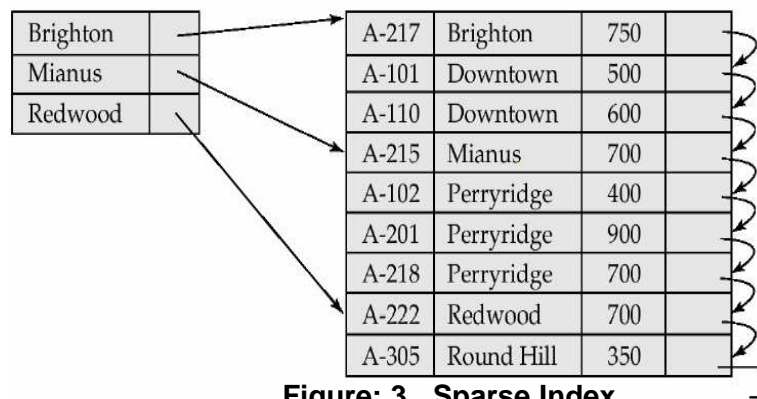 Brighton
Mianus
Redwood
A-217 Brighton 750
A-101 Downtown 500
A-110 Downtown 600
A-215 Mianus 700
A-102 Perryridge 400
A-201 Perryridge 900
A-218 Perryridge 700
A-222 Redwood 700
A-305 Round Hill 350
Figure: 3 Sparse Index